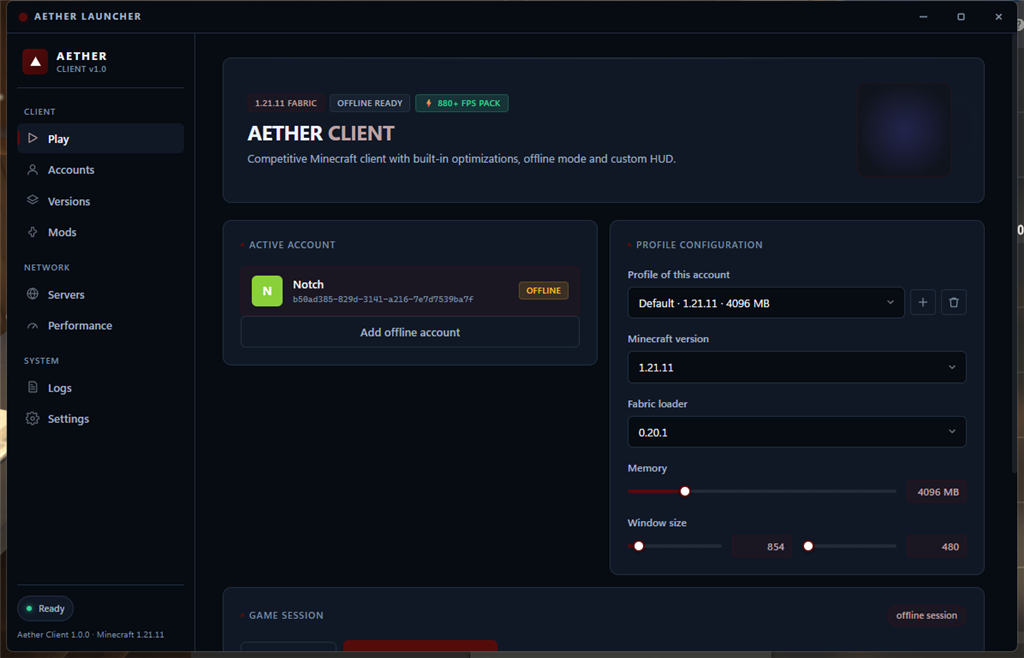 AETHER LAUNCHER
AETHER
CLIENT v1.0
CLIENT
Play
Accounts
Versions
Mods
NETWORK
Servers
Performance
SYSTEM
Logs
Settings
Ready
Aether Client 1.0.0 · Minecraft 1.21.11
1.21.11 FABRIC
OFFLINE READY
880+ FPS PACK
AETHER CLIENT
Competitive Minecraft client with built-in optimizations, offline mode and custom HUD.
ACTIVE ACCOUNT
N
Notch
b50ad385-829d-3141-a216-7e7d7539ba7f
OFFLINE
Add offline account
PROFILE CONFIGURATION
Profile of this account
Default · 1.21.11 · 4096 MB
Minecraft version
1.21.11
Fabric loader
0.20.1
Memory
4096 MB
Window size
854
480
GAME SESSION
offline session